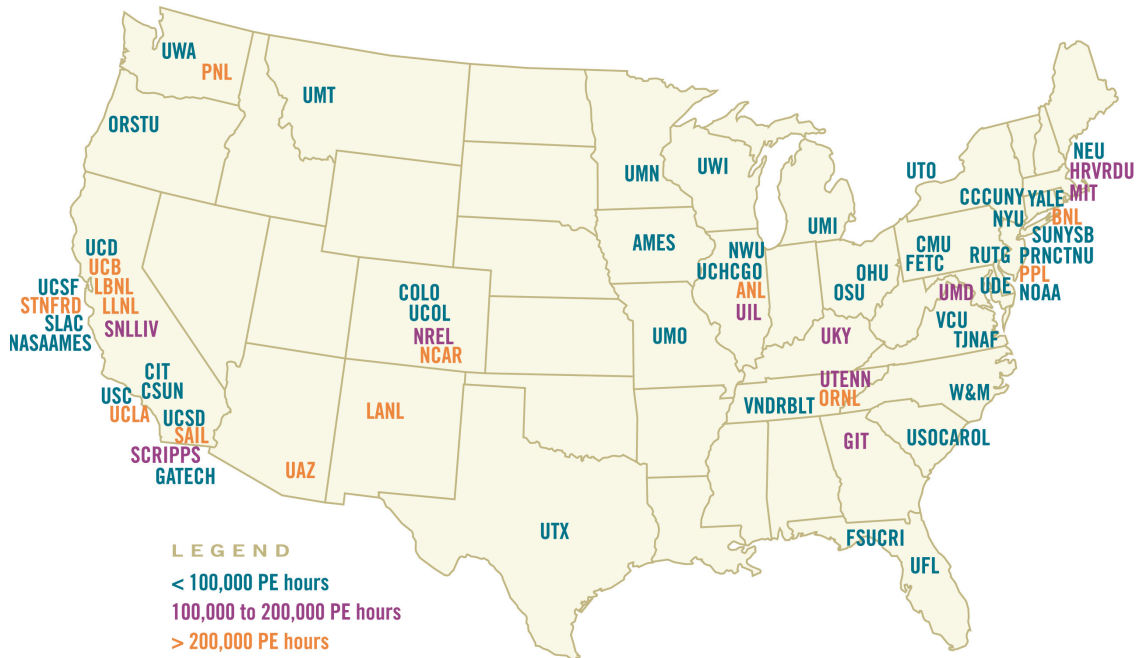 UWA
PNL
UMT
ORSTU
UMN
UWI
UTO
NEU
HRVRDU
MIT
CCCUNY YALE
NYU
BNL
SUNYSB
UMI
AMES
NWU
UCHCGO
ANL
UIL
OHU
OSU
CMU
FETC
RUTG PRNCTNU
PPL
UDE NOAA
UMD
VCU
TJNAF
UCD
UCB
LBNL
UCSF
STNFRD
LLNL
SLAC
SNLLIV
NASAAMES
COLO
UCOL
NREL
NCAR
UMO
UKY
CIT
CSUN
USC
UCLA
UCSD
SAIL
SCRIPPS
GATECH
LANL
UAZ
UTENN
ORNL
VNDRBLT
W&M
GIT
USOCAROL
UTX
FSUCRI
UFL
LEGEND
< 100,000 PE hours
100,000 to 200,000 PE hours
> 200,000 PE hours